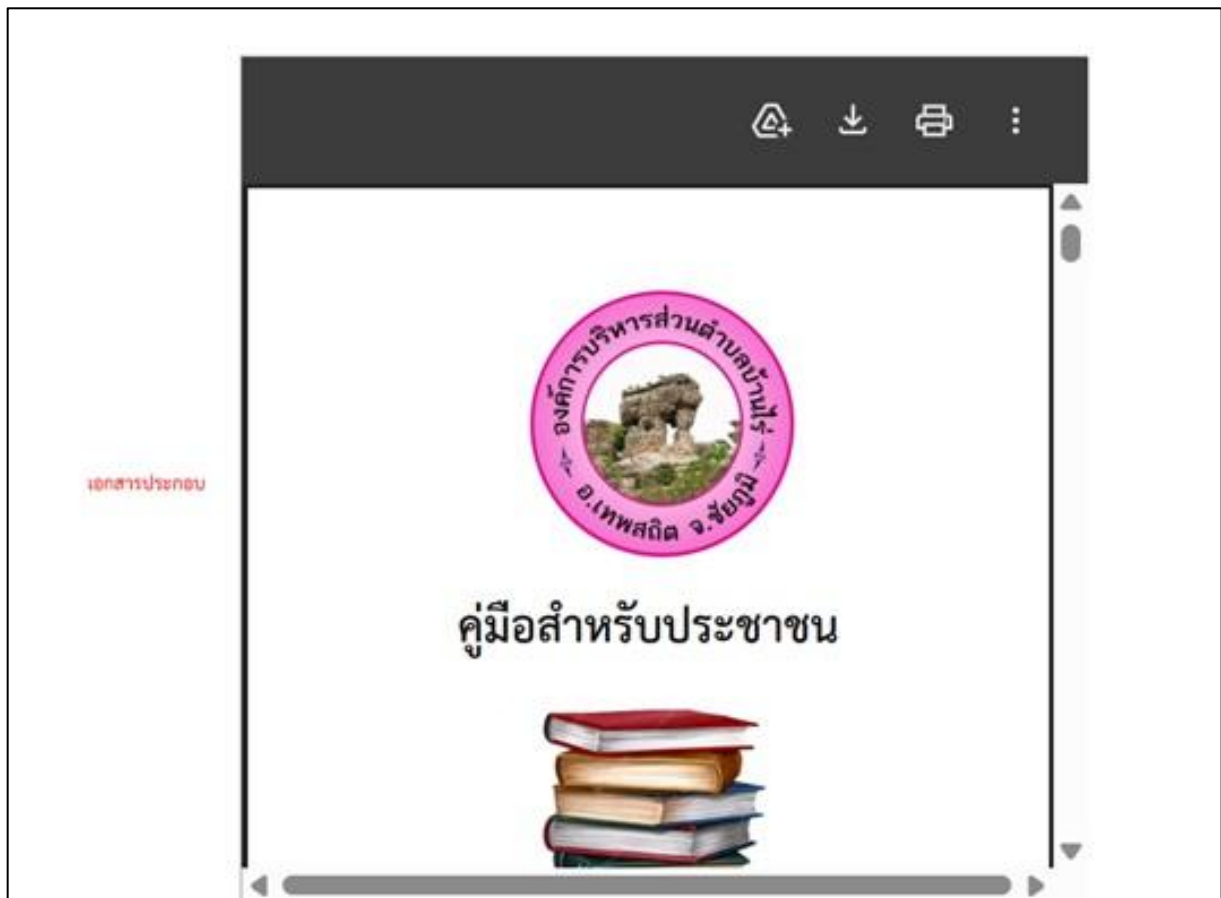 องค์การบริหารส่วนตำบลบ้านไร่
อ.เทพสถิต จ.ชัยภูมิ
เอกสารประกอบ
คู่มือสำหรับประชาชน